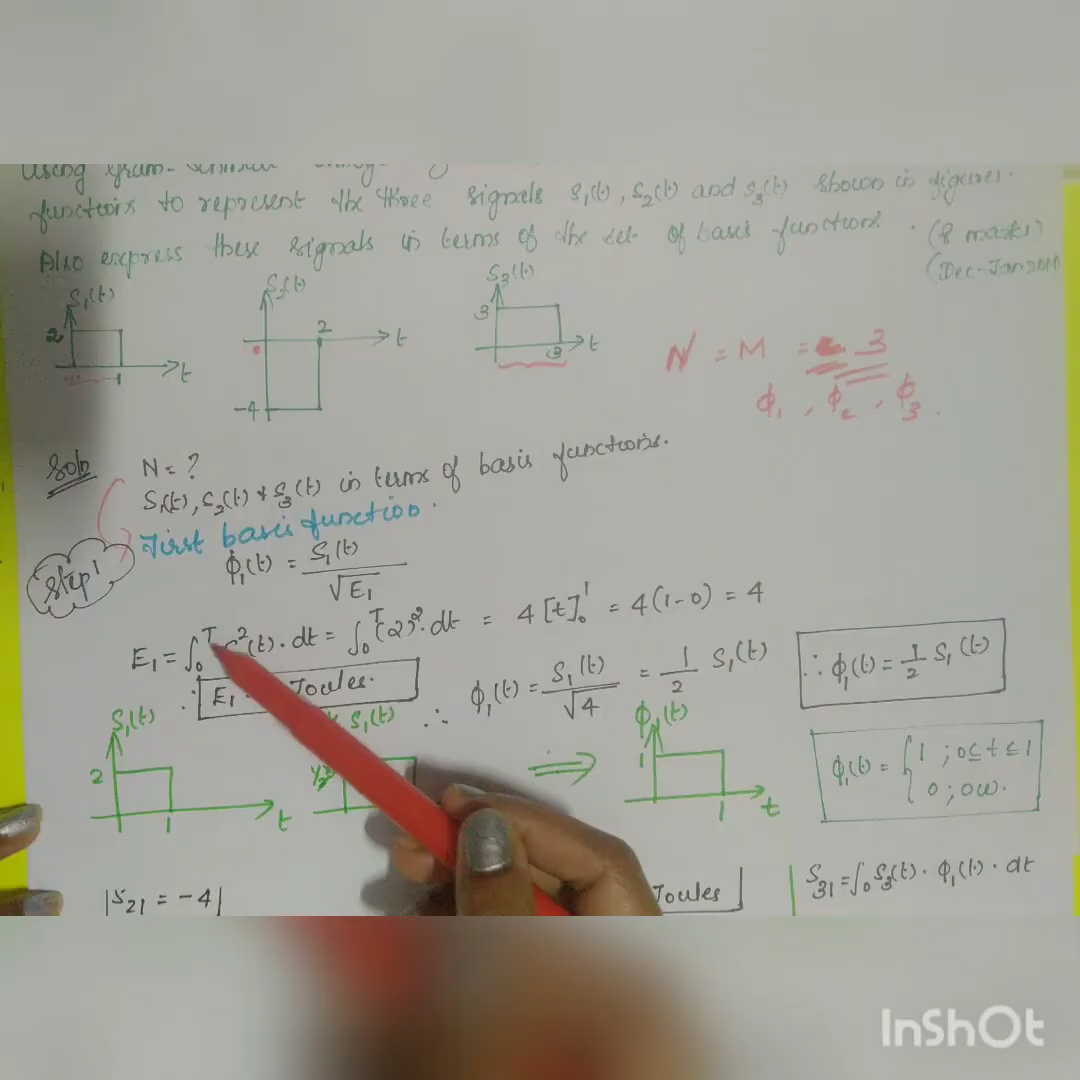 using Gram-
functions to represent the three signals S₁(t), S₂(t) and S₃(t) shown in figures.
Also express these signals in terms of the set of basis functions. (8 marks)
(Dec-Jan
S₁(t)
2
1
t
2
t
-4
S₃(t)
3
3
t
N = M = 3
ϕ₁, ϕ₂, ϕ₃.
Soln
N = ?
S₁(t), S₂(t) & S₃(t) in terms of basis functions.
Step 1
First basis function.
ϕ₁(t) = S₁(t)/√E₁
E₁ = ∫₀ᵀ ²(t)·dt = ∫₀ᵀ(2)²·dt = 4[t]₀¹ = 4(1-0) = 4
∴ E₁ Joules.
∴ ϕ₁(t) = S₁(t)/√4 = 1/2 S₁(t)
∴ ϕ₁(t) = 1/2 S₁(t)
S₁(t)
2
1
t
S₁(t)
ϕ₁(t)
1
1
t
ϕ₁(t) = { 1 ; 0≤t≤1
0 ; ow.
|S₂₁ = -4|
Joules
S₃₁ = ∫₀ S₃(t)·ϕ₁(t)·dt
InShOt